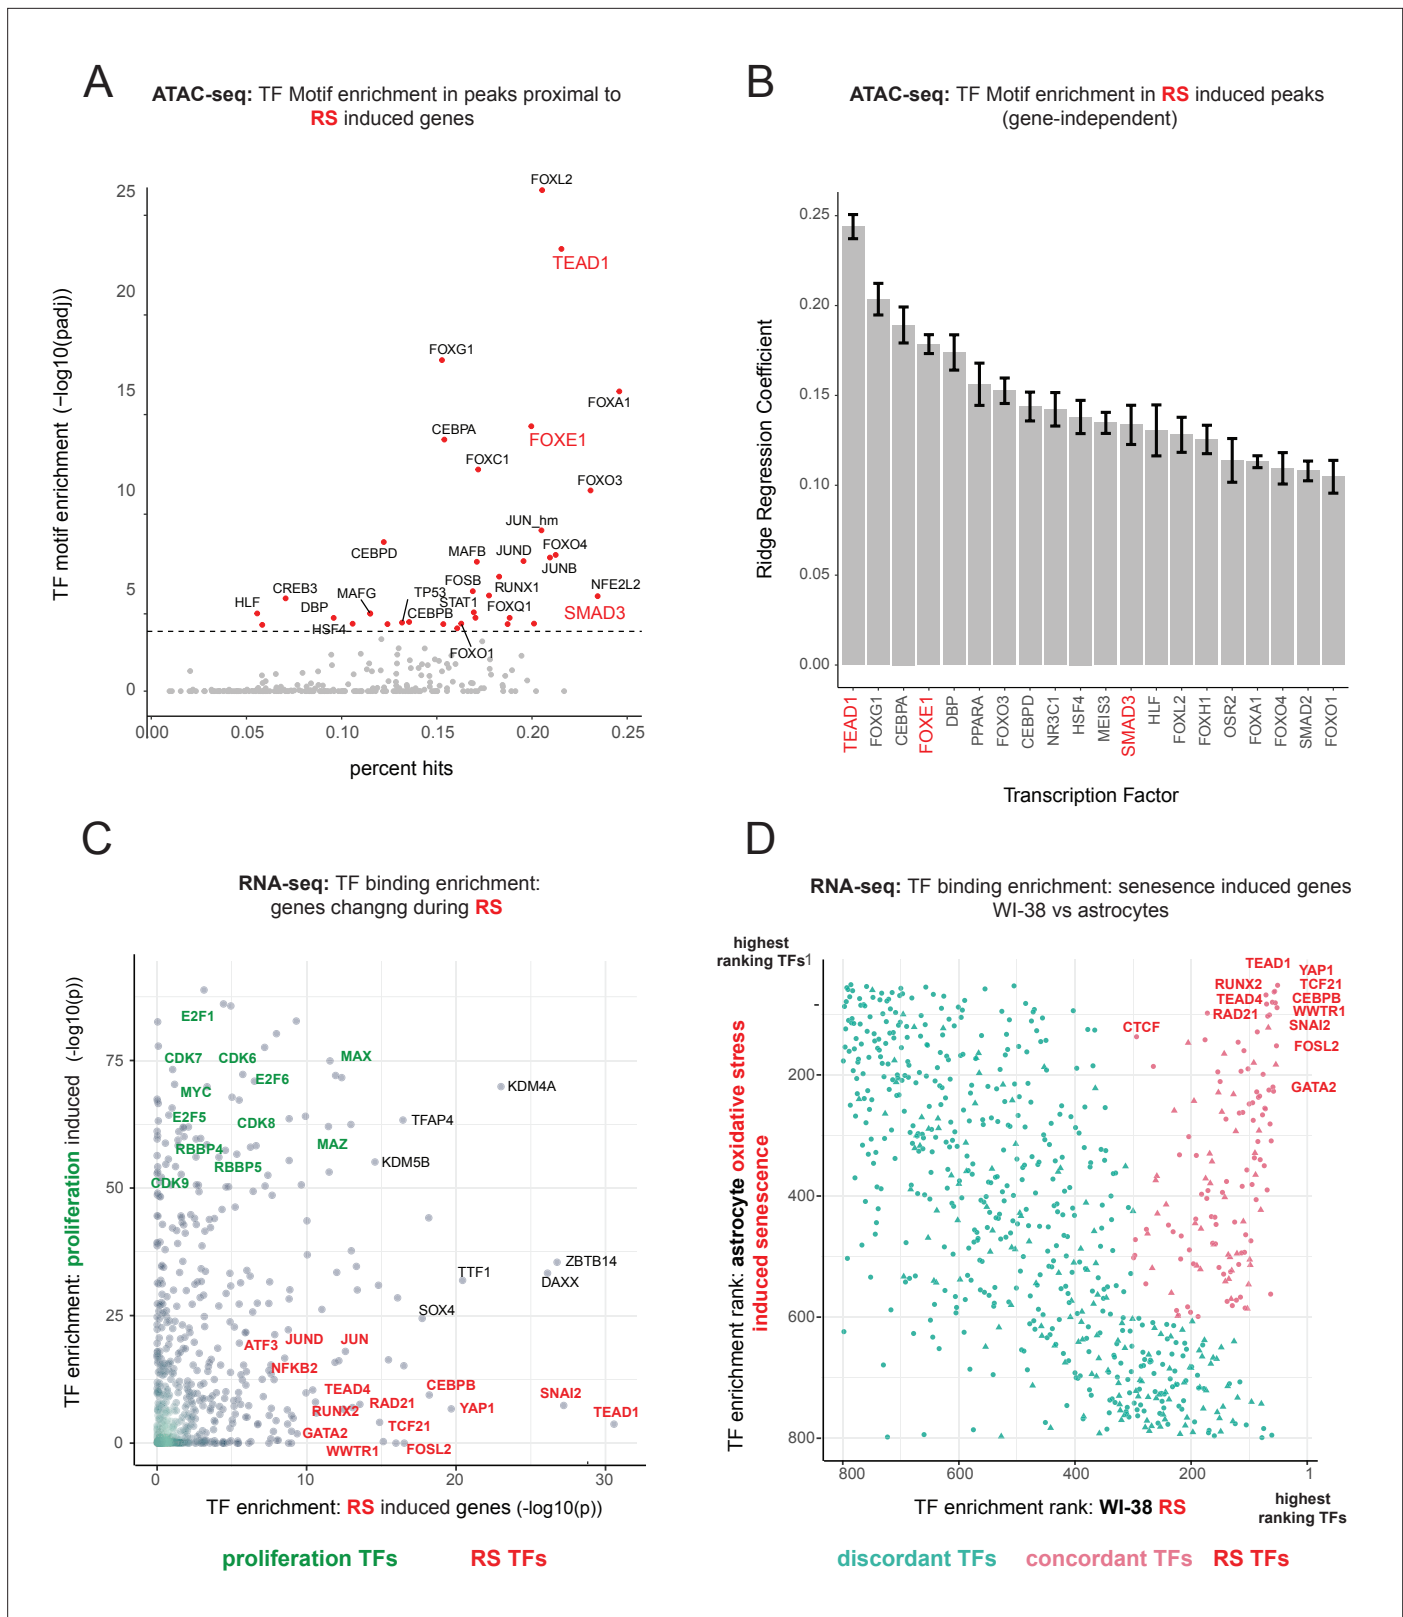 A
ATAC-seq: TF Motif enrichment in peaks proximal to
RS induced genes
TF motif enrichment (−log10(padj))
25
20
15
10
5
0
FOXL2
TEAD1
FOXG1
FOXA1
CEBPA
FOXE1
FOXC1
FOXO3
JUN_hm
CEBPD
MAFB
JUND
FOXO4
JUNB
FOSB
RUNX1
NFE2L2
CREB3
MAFG
TP53
HLF
DBP
STAT1
FOXQ1
SMAD3
CEBPB
HSF4
FOXO1
0.00
0.05
0.10
0.15
0.20
0.25
percent hits
B
ATAC-seq: TF Motif enrichment in RS induced peaks
(gene-independent)
Ridge Regression Coefficient
0.25
0.20
0.15
0.10
0.05
0.00
TEAD1
FOXG1
CEBPA
FOXE1
DBP
PPARA
FOXO3
CEBPD
NR3C1
HSF4
MEIS3
SMAD3
HLF
FOXL2
FOXH1
OSR2
FOXA1
FOXO4
SMAD2
FOXO1
Transcription Factor
C
RNA-seq: TF binding enrichment:
genes changng during RS
TF enrichment: proliferation induced (-log10(p))
75
50
25
0
E2F1
CDK7
CDK6
MAX
E2F6
MYC
KDM4A
E2F5
CDK8
TFAP4
RBBP4
MAZ
RBBP5
KDM5B
CDK9
ZBTB14
TTF1
DAXX
SOX4
ATF3
JUND
JUN
NFKB2
TEAD4
CEBPB
RAD21
SNAI2
RUNX2
YAP1
TEAD1
GATA2
TCF21
WWTR1
FOSL2
0
10
20
30
TF enrichment: RS induced genes (-log10(p))
proliferation TFs
RS TFs
D
RNA-seq: TF binding enrichment: senesence induced genes
WI-38 vs astrocytes
highest
ranking TFs
1
TF enrichment rank: astrocyte oxidative stress
induced senescence
200
400
600
800
TEAD1
YAP1
RUNX2
TCF21
TEAD4
CEBPB
RAD21
WWTR1
CTCF
SNAI2
FOSL2
GATA2
800
600
400
200
1
TF enrichment rank: WI-38 RS
highest
ranking TFs
discordant TFs
concordant TFs
RS TFs